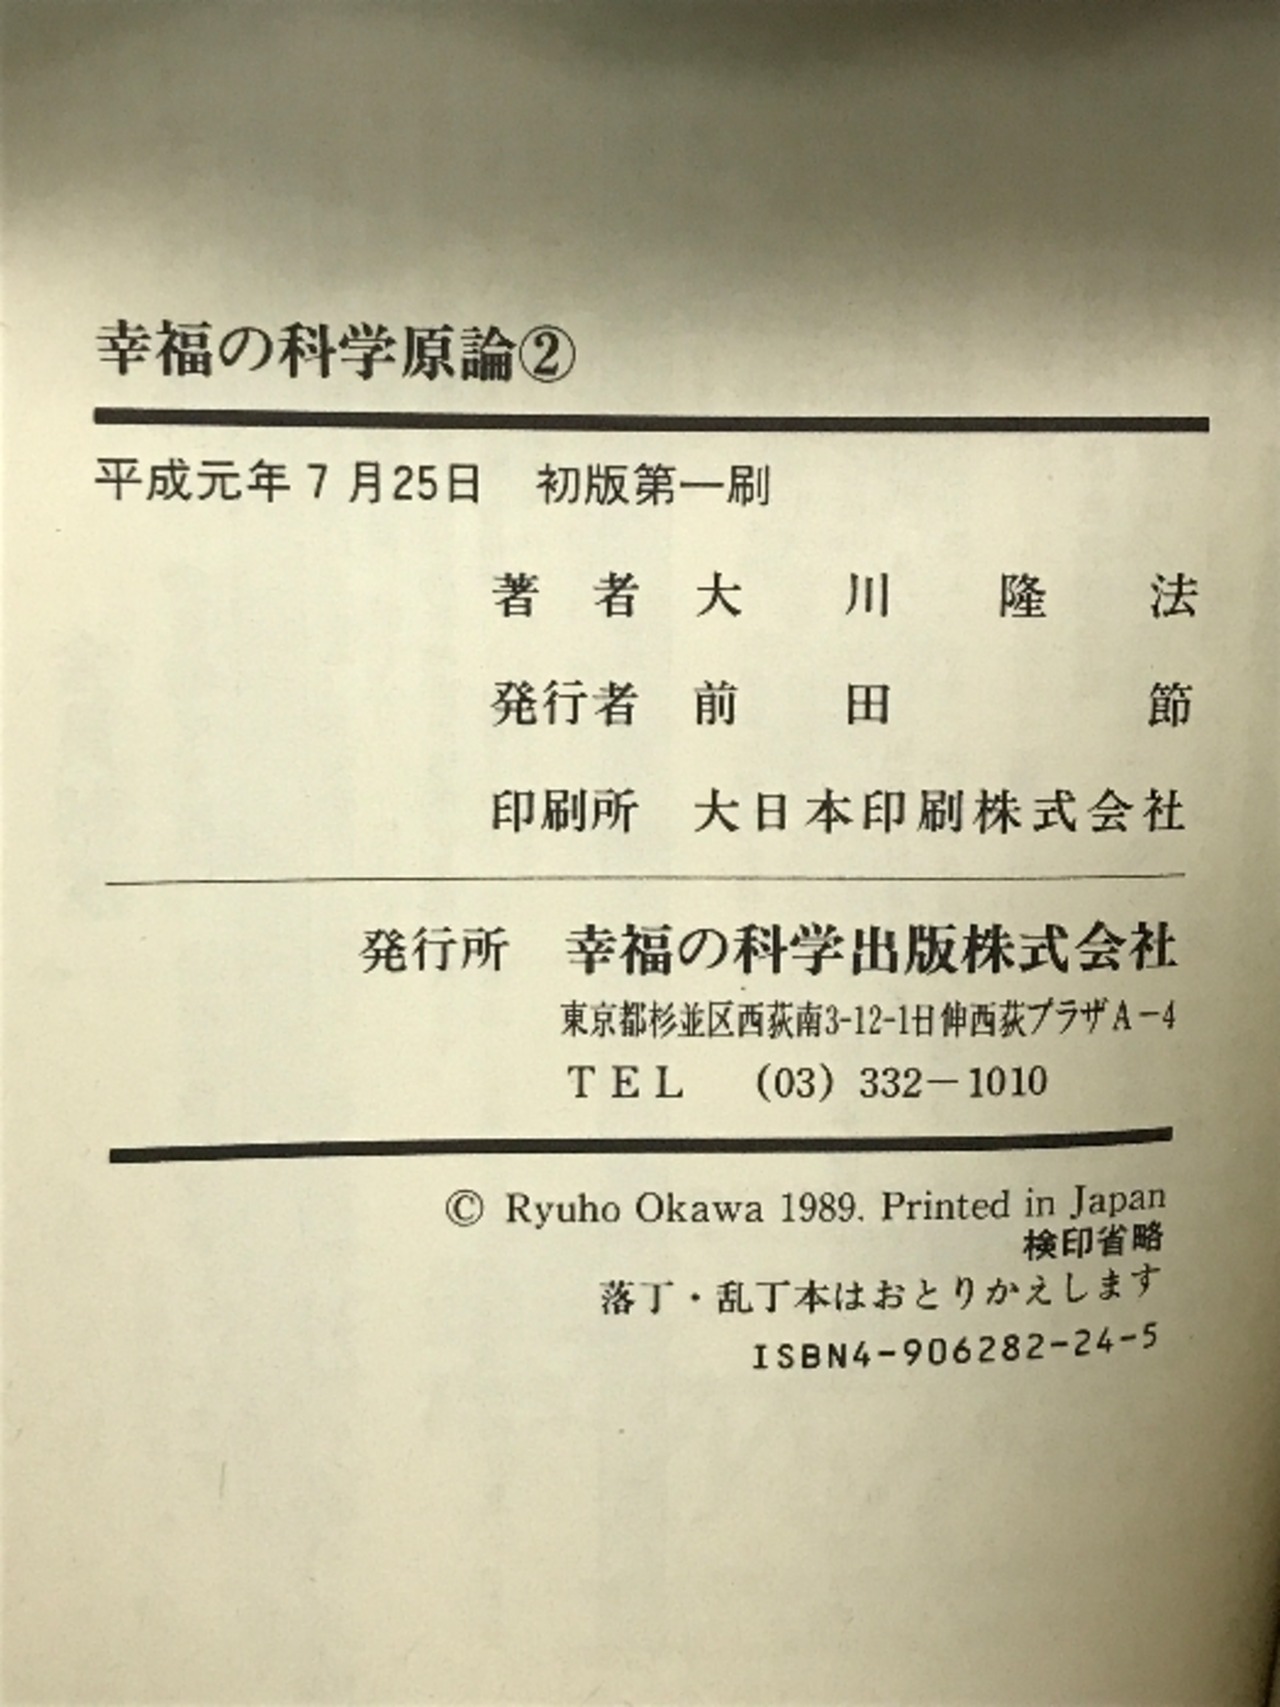 幸福の科学原論②
平成元年7月25日 初版第一刷
著者 大川隆法
発行者 前田節
印刷所 大日本印刷株式会社
発行所 幸福の科学出版株式会社
東京都杉並区西荻南3-12-1日伸西荻プラザA-4
TEL (03) 332-1010
© Ryuho Okawa 1989. Printed in Japan
検印省略
落丁・乱丁本はおとりかえします
ISBN4-906282-24-5